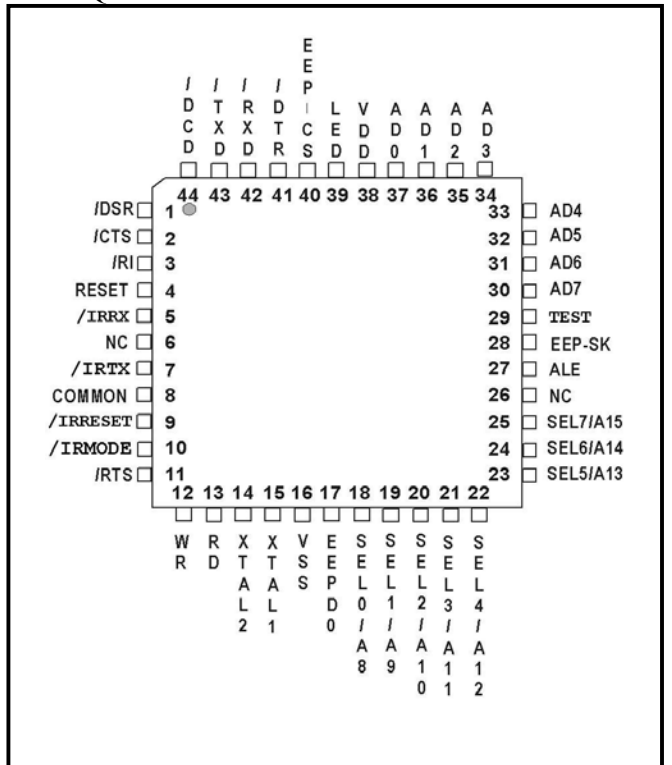 /DCD /TXD /RXD /DTR EEP-CS LED VDD AD0 AD1 AD2 AD3
44 43 42 41 40 39 38 37 36 35 34
/DSR 1 33 AD4
/CTS 2 32 AD5
/RI 3 31 AD6
RESET 4 30 AD7
/IRRX 5 29 TEST
NC 6 28 EEP-SK
/IRTX 7 27 ALE
COMMON 8 26 NC
/IRRESET 9 25 SEL7/A15
/IRMODE 10 24 SEL6/A14
/RTS 11 23 SEL5/A13
12 13 14 15 16 17 18 19 20 21 22
WR RD XTAL2 XTAL1 VSS EEPD0 SEL0/A8 SEL1/A9 SEL2/A10 SEL3/A11 SEL4/A12